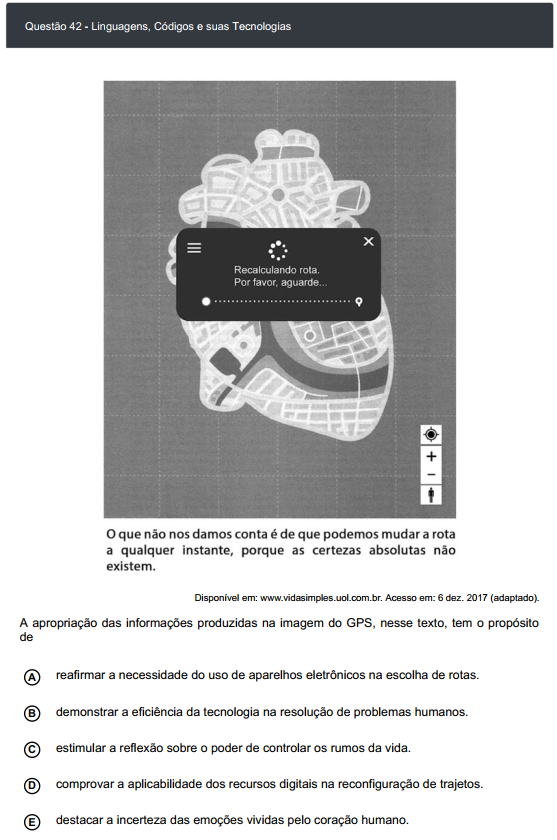 Questão 42 - Linguagens, Códigos e suas Tecnologias
Recalculando rota.
Por favor, aguarde...
+
−
O que não nos damos conta é de que podemos mudar a rota
a qualquer instante, porque as certezas absolutas não
existem.
Disponível em: www.vidasimples.uol.com.br. Acesso em: 6 dez. 2017 (adaptado).
A apropriação das informações produzidas na imagem do GPS, nesse texto, tem o propósito
de
A reafirmar a necessidade do uso de aparelhos eletrônicos na escolha de rotas.
B demonstrar a eficiência da tecnologia na resolução de problemas humanos.
C estimular a reflexão sobre o poder de controlar os rumos da vida.
D comprovar a aplicabilidade dos recursos digitais na reconfiguração de trajetos.
E destacar a incerteza das emoções vividas pelo coração humano.